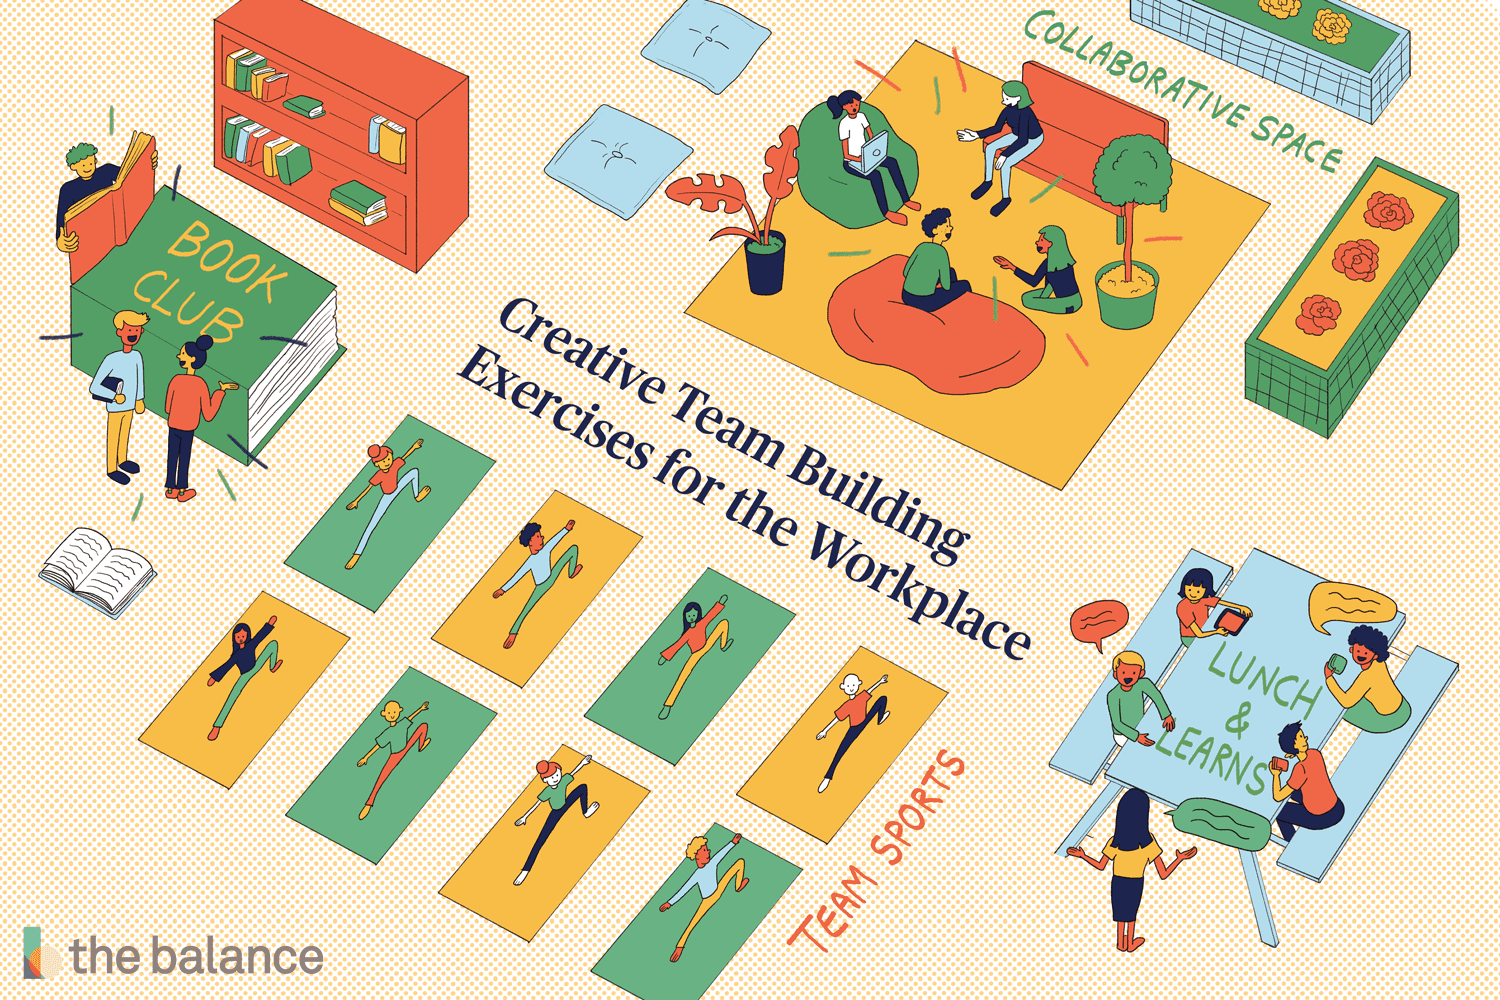 COLLABORATIVE SPACE
BOOK
CLUB
Creative Team Building
Exercises for the Workplace
LUNCH
&
LEARNS
TEAM SPORTS
the balance